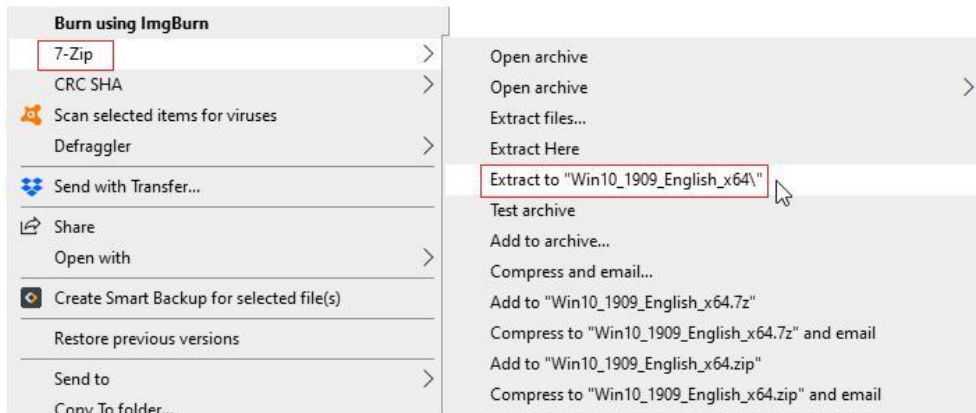 Burn using ImgBurn
7-Zip
CRC SHA
Scan selected items for viruses
Defraggler
Send with Transfer...
Share
Open with
Create Smart Backup for selected file(s)
Restore previous versions
Send to
Copy To folder...
Open archive
Open archive
Extract files...
Extract Here
Extract to "Win10_1909_English_x64\"
Test archive
Add to archive...
Compress and email...
Add to "Win10_1909_English_x64.7z"
Compress to "Win10_1909_English_x64.7z" and email
Add to "Win10_1909_English_x64.zip"
Compress to "Win10_1909_English_x64.zip" and email